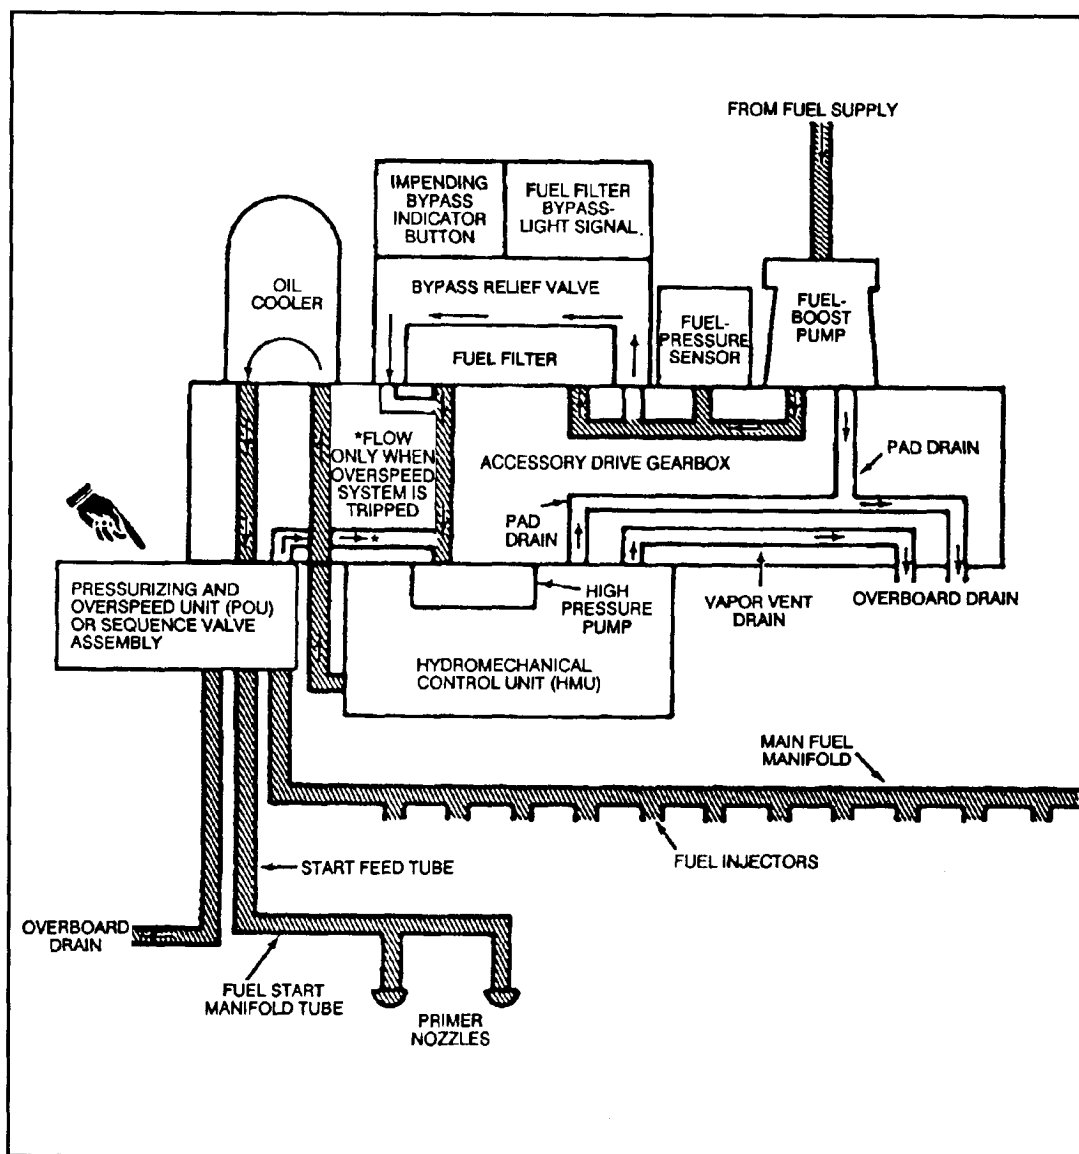 FROM FUEL SUPPLY
IMPENDING
BYPASS
INDICATOR
BUTTON
FUEL FILTER
BYPASS-
LIGHT SIGNAL
OIL
COOLER
BYPASS RELIEF VALVE
FUEL FILTER
FUEL-
PRESSURE
SENSOR
FUEL-
BOOST
PUMP
*FLOW
ONLY WHEN
OVERSPEED
SYSTEM IS
TRIPPED
*
ACCESSORY DRIVE GEARBOX
PAD DRAIN
PAD
DRAIN
PRESSURIZING AND
OVERSPEED UNIT (POU)
OR SEQUENCE VALVE
ASSEMBLY
HIGH
PRESSURE
PUMP
VAPOR VENT
DRAIN
OVERBOARD DRAIN
HYDROMECHANICAL
CONTROL UNIT (HMU)
MAIN FUEL
MANIFOLD
FUEL INJECTORS
START FEED TUBE
OVERBOARD
DRAIN
FUEL START
MANIFOLD TUBE
PRIMER
NOZZLES